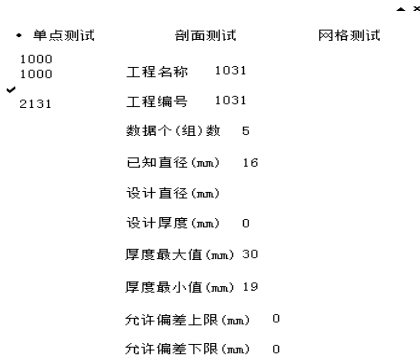 • 单点测试 剖面测试 网格测试
1000
1000
2131
工程名称 1031
工程编号 1031
数据个(组)数 5
已知直径(mm) 16
设计直径(mm)
设计厚度(mm) 0
厚度最大值(mm) 30
厚度最小值(mm) 19
允许偏差上限(mm) 0
允许偏差下限(mm) 0